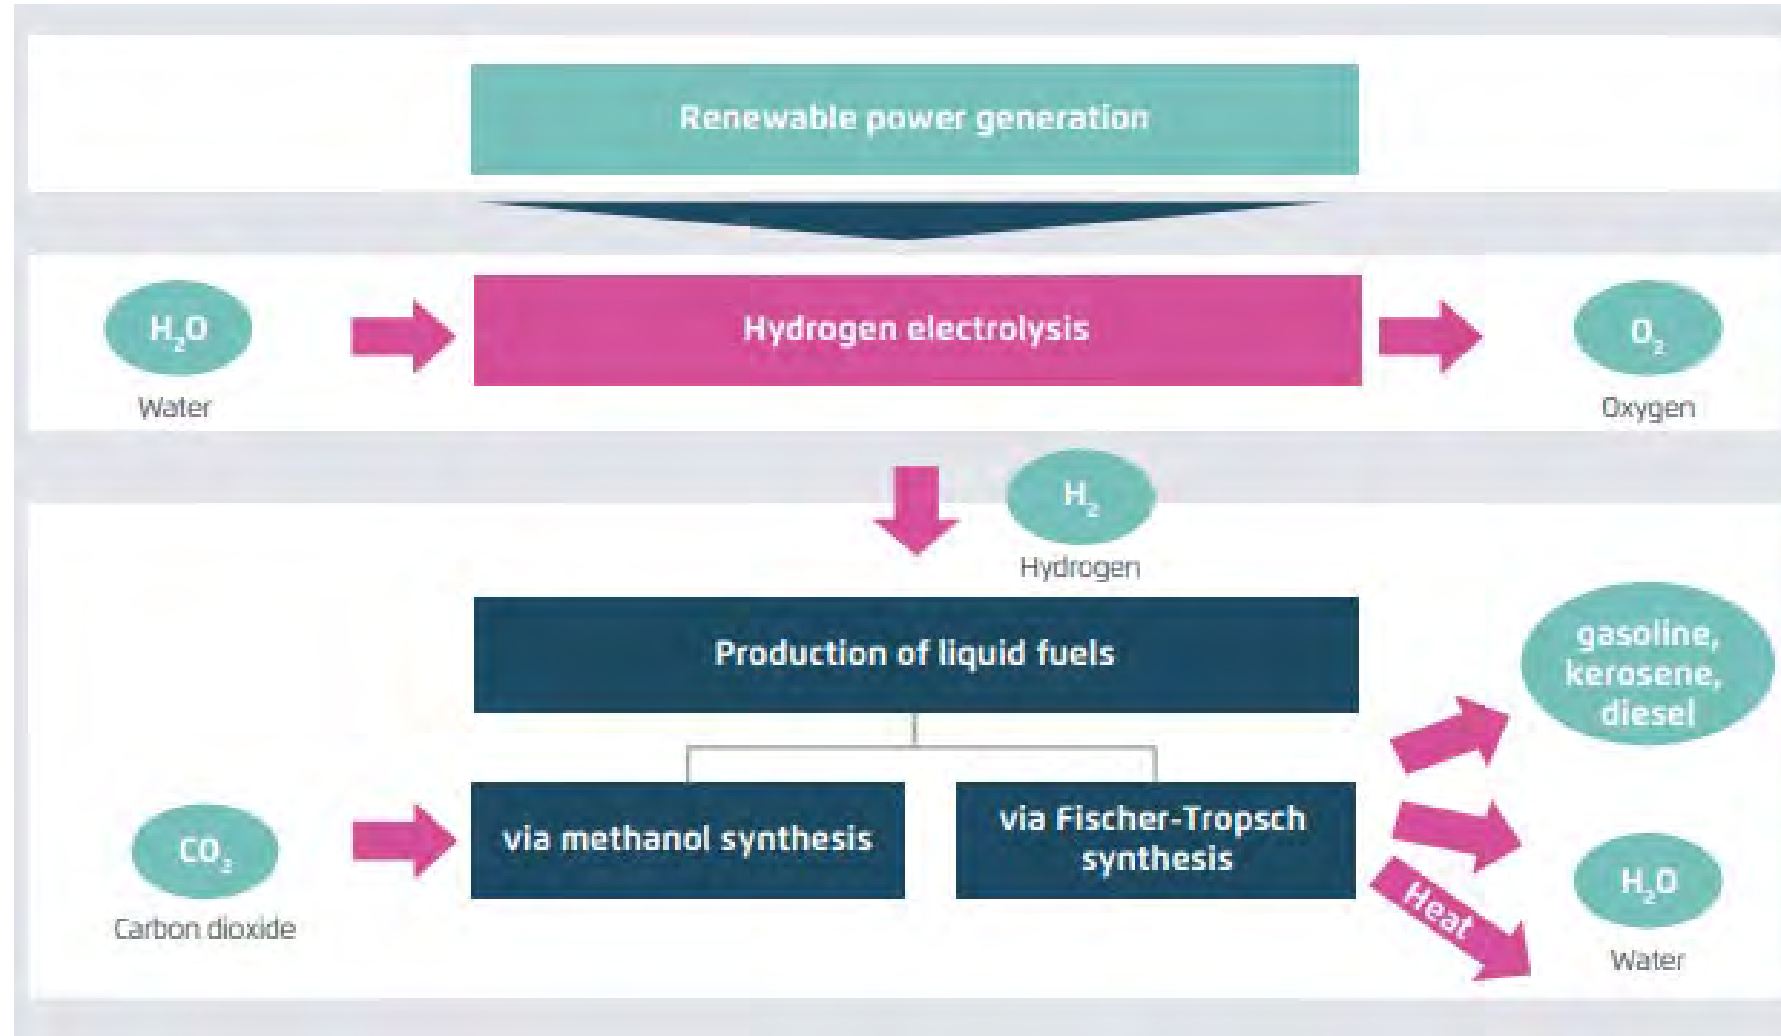 Renewable power generation
H₂O
Hydrogen electrolysis
O₂
Water
Oxygen
H₂
Hydrogen
Production of liquid fuels
gasoline,
kerosene,
diesel
CO₂
via methanol synthesis
via Fischer-Tropsch
synthesis
Heat
H₂O
Carbon dioxide
Water